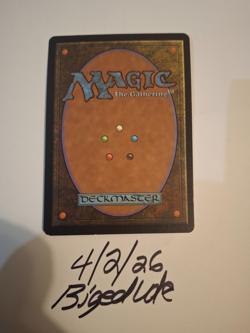 MAGIC
The Gathering
DECKMASTER
4/2/26